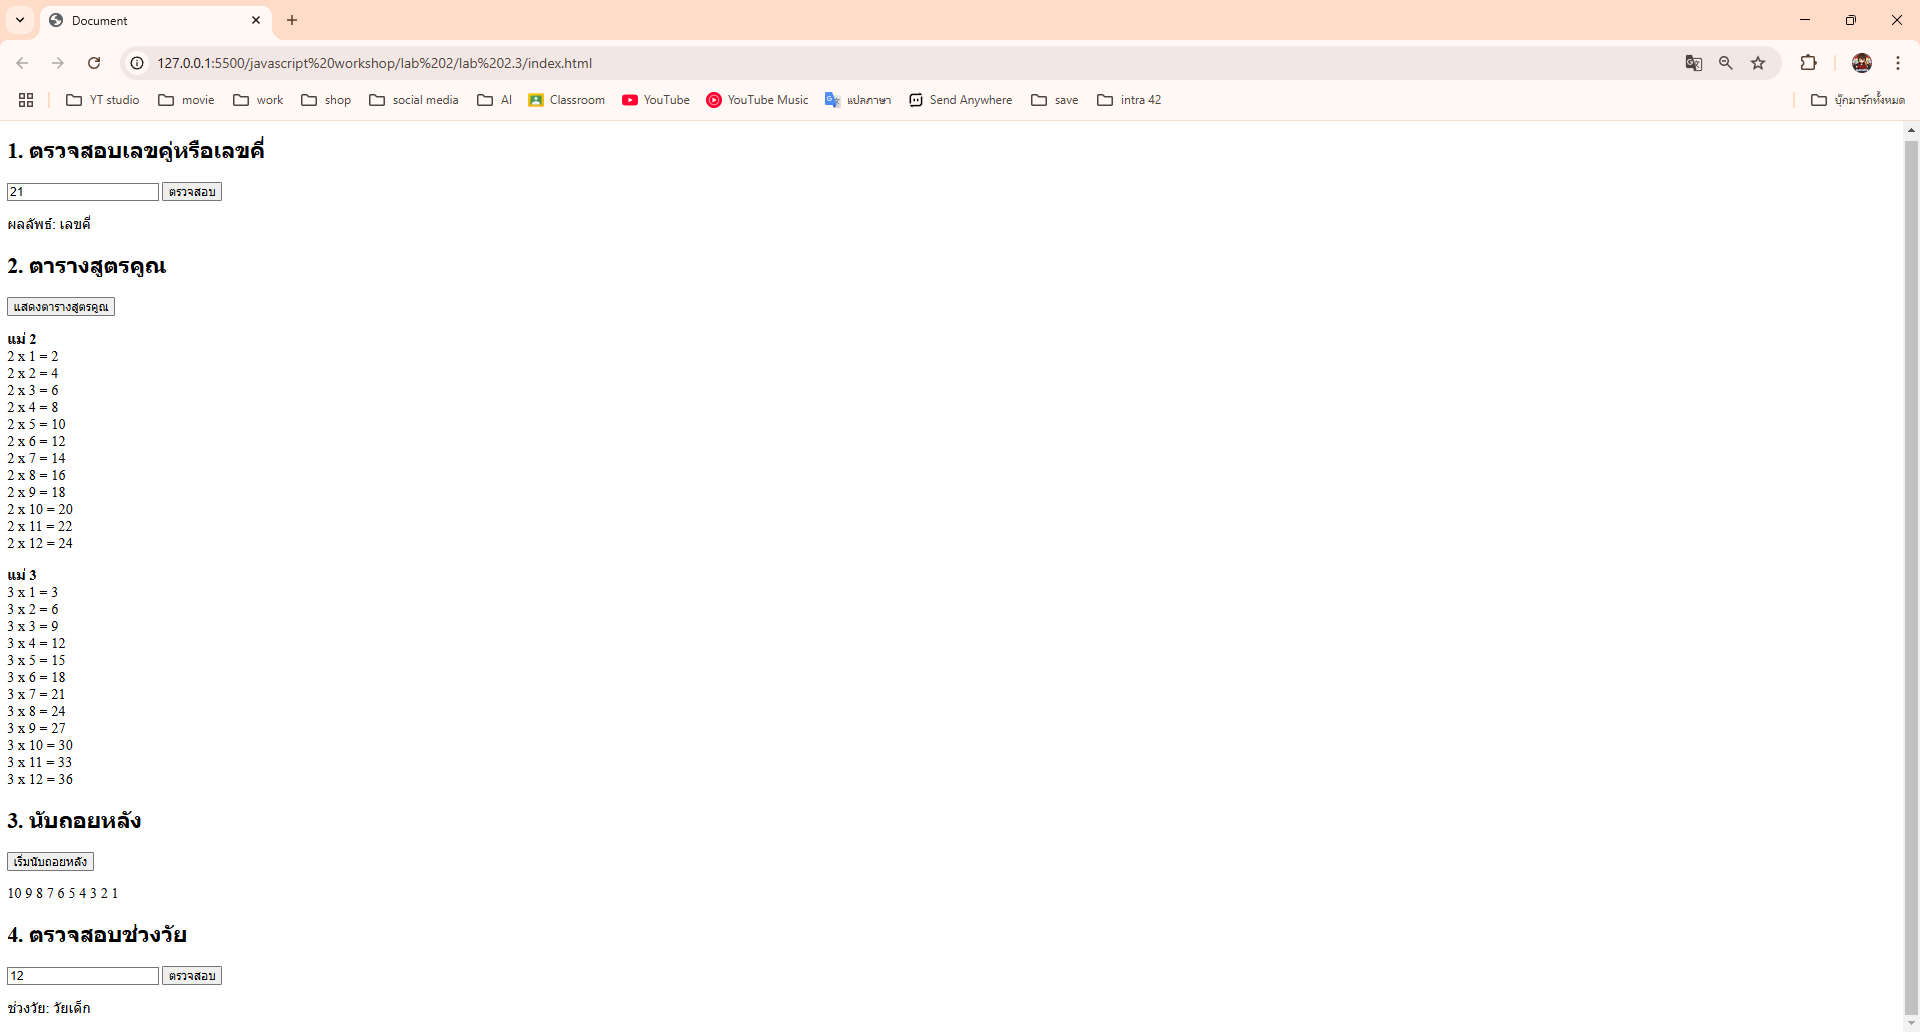 Document
127.0.0.1:5500/javascript%20workshop/lab%202/lab%202.3/index.html
YT studio movie work shop social media AI Classroom YouTube YouTube Music แปลภาษา Send Anywhere save intra 42 บุ๊กมาร์กทั้งหมด
1. ตรวจสอบเลขคู่หรือเลขคี่
21 ตรวจสอบ
ผลลัพธ์: เลขคี่
2. ตารางสูตรคูณ
แสดงตารางสูตรคูณ
แม่ 2
2 x 1 = 2
2 x 2 = 4
2 x 3 = 6
2 x 4 = 8
2 x 5 = 10
2 x 6 = 12
2 x 7 = 14
2 x 8 = 16
2 x 9 = 18
2 x 10 = 20
2 x 11 = 22
2 x 12 = 24
แม่ 3
3 x 1 = 3
3 x 2 = 6
3 x 3 = 9
3 x 4 = 12
3 x 5 = 15
3 x 6 = 18
3 x 7 = 21
3 x 8 = 24
3 x 9 = 27
3 x 10 = 30
3 x 11 = 33
3 x 12 = 36
3. นับถอยหลัง
เริ่มนับถอยหลัง
10 9 8 7 6 5 4 3 2 1
4. ตรวจสอบช่วงวัย
12 ตรวจสอบ
ช่วงวัย: วัยเด็ก